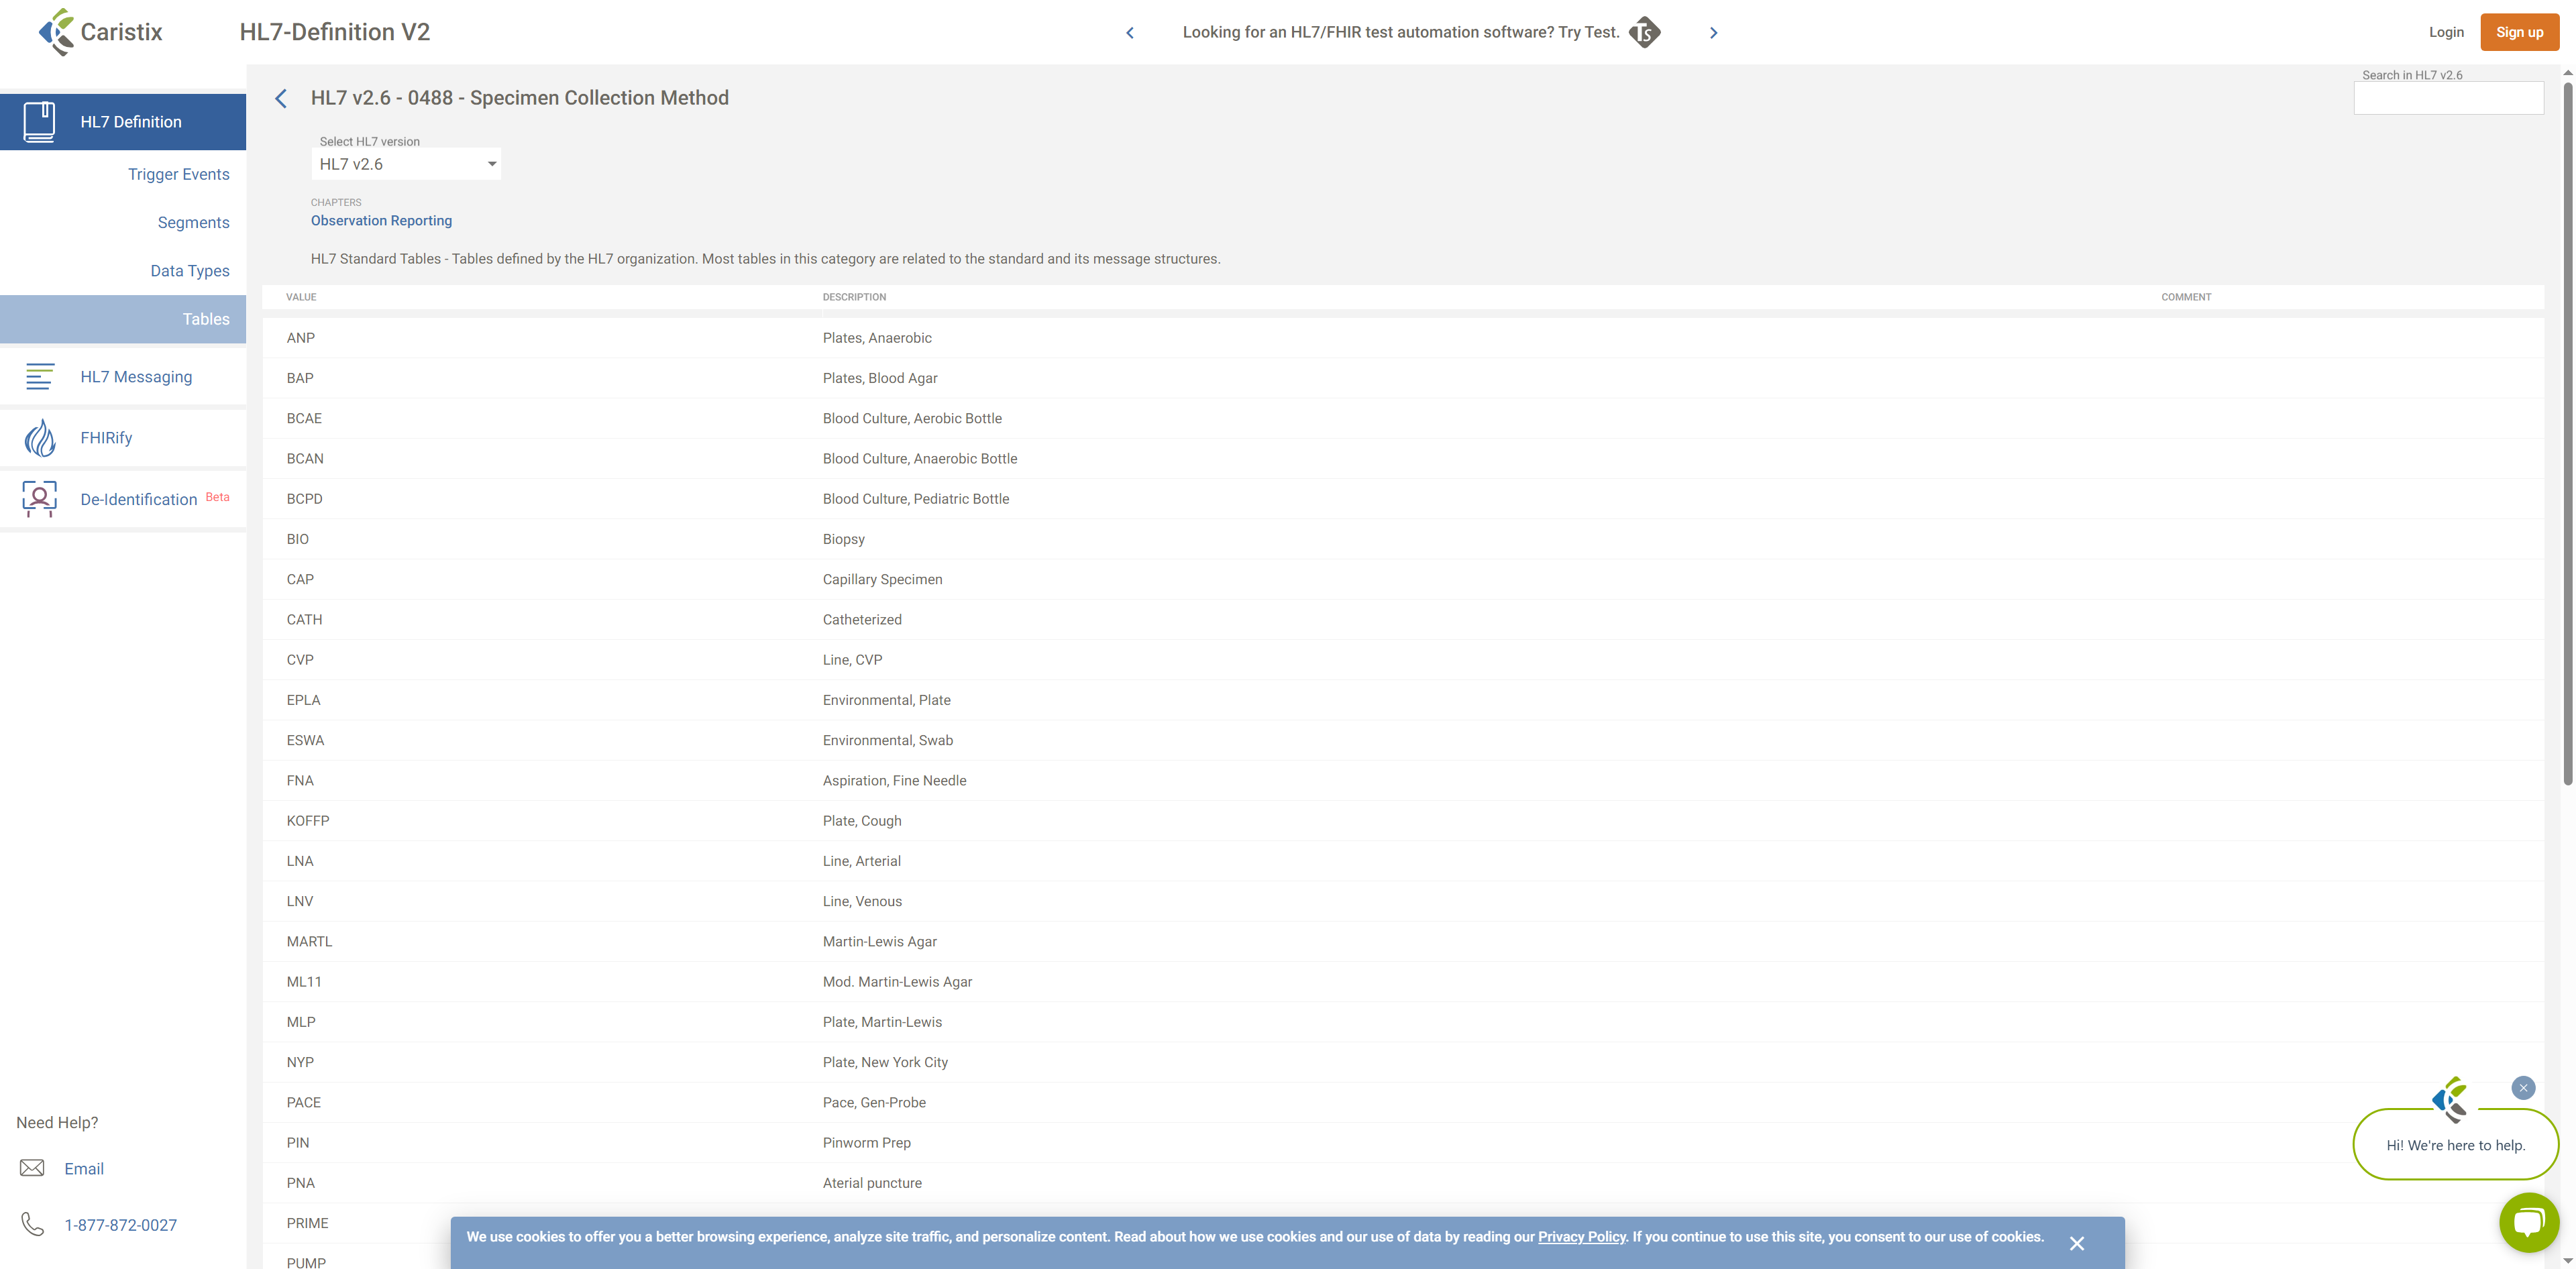 Caristix
HL7-Definition V2
Looking for an HL7/FHIR test automation software? Try Test.
Ts
Login
Sign up
HL7 Definition
Trigger Events
Segments
Data Types
Tables
HL7 Messaging
FHIRify
De-Identification Beta
Need Help?
Email
1-877-872-0027
HL7 v2.6 - 0488 - Specimen Collection Method
Search in HL7 v2.6
Select HL7 version
HL7 v2.6
CHAPTERS
Observation Reporting
HL7 Standard Tables - Tables defined by the HL7 organization. Most tables in this category are related to the standard and its message structures.
VALUE DESCRIPTION COMMENT
ANP Plates, Anaerobic
BAP Plates, Blood Agar
BCAE Blood Culture, Aerobic Bottle
BCAN Blood Culture, Anaerobic Bottle
BCPD Blood Culture, Pediatric Bottle
BIO Biopsy
CAP Capillary Specimen
CATH Catheterized
CVP Line, CVP
EPLA Environmental, Plate
ESWA Environmental, Swab
FNA Aspiration, Fine Needle
KOFFP Plate, Cough
LNA Line, Arterial
LNV Line, Venous
MARTL Martin-Lewis Agar
ML11 Mod. Martin-Lewis Agar
MLP Plate, Martin-Lewis
NYP Plate, New York City
PACE Pace, Gen-Probe
PIN Pinworm Prep
PNA Aterial puncture
PRIME
PUMP
We use cookies to offer you a better browsing experience, analyze site traffic, and personalize content. Read about how we use cookies and our use of data by reading our Privacy Policy. If you continue to use this site, you consent to our use of cookies.
Hi! We're here to help.